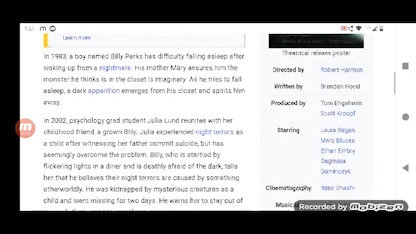 7:51
Learn more
In 1983, a boy named Billy Perks has difficulty falling asleep after
waking up from a nightmare. His mother Mary assures him the
monster he thinks is in the closet is imaginary. As he tries to fall
asleep, a dark apparition emerges from his closet and spirits him
away.
In 2002, psychology grad student Julia Lund reunites with her
childhood friend, a grown Billy. Julia experienced night terrors as
a child after witnessing her father commit suicide, but has
seemingly overcome the problem. Billy, who is startled by
flickering lights in a diner and is deathly afraid of the dark, tells
her that he believes their night terrors are caused by something
otherworldly. He was kidnapped by mysterious creatures as a
child and went missing for two days. He warns her to stay out of
Theatrical release poster
Directed by Robert Harmon
Written by Brendan Hood
Produced by Tom Engelman
Scott Kroopf
Starring Laura Regan
Marc Blucas
Ethan Embry
Dagmara
Dominczyk
Cinematography Rene Ohashi
Music
Recorded by Mobizen